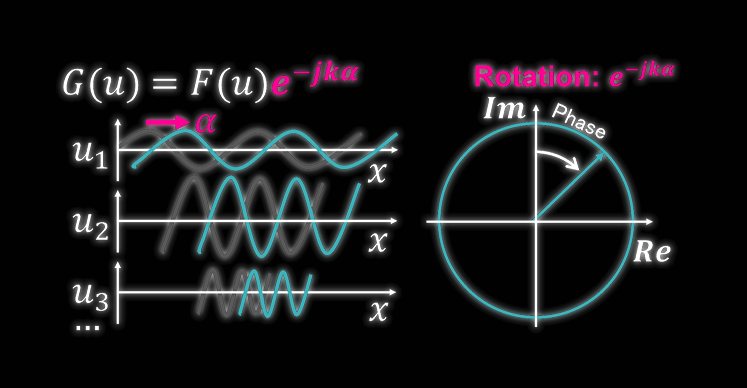 G(u) = F(u)e^{-jkα}
α
u₁
x
u₂
x
u₃
x
...
Rotation: e^{-jkα}
Im
Phase
Re